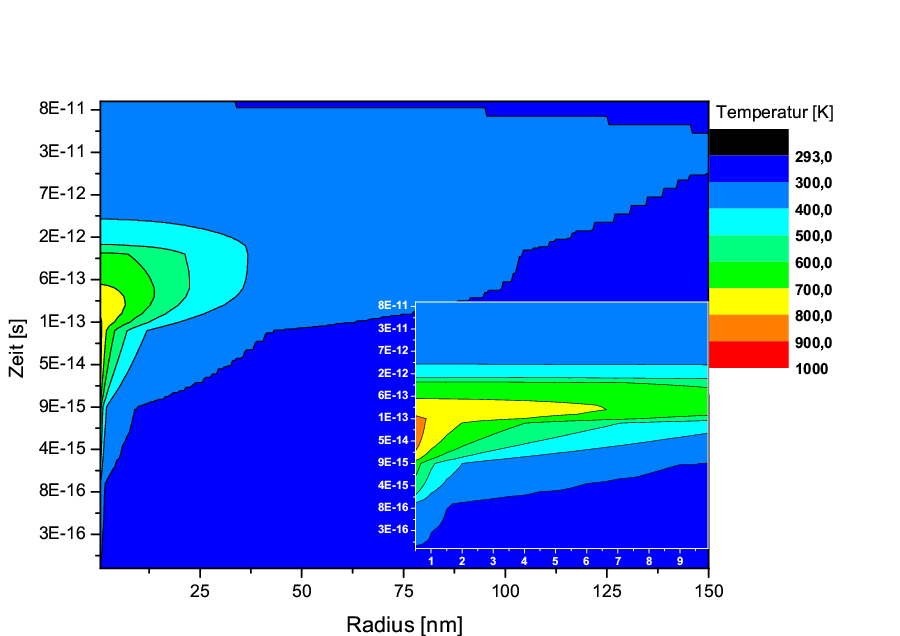 Temperatur [K]
293,0
300,0
400,0
500,0
600,0
700,0
800,0
900,0
1000
Zeit [s]
8E-11
3E-11
7E-12
2E-12
6E-13
1E-13
5E-14
9E-15
4E-15
8E-16
3E-16
8E-11
3E-11
7E-12
2E-12
6E-13
1E-13
5E-14
9E-15
4E-15
8E-16
3E-16
1 2 3 4 5 6 7 8 9
25 50 75 100 125 150
Radius [nm]